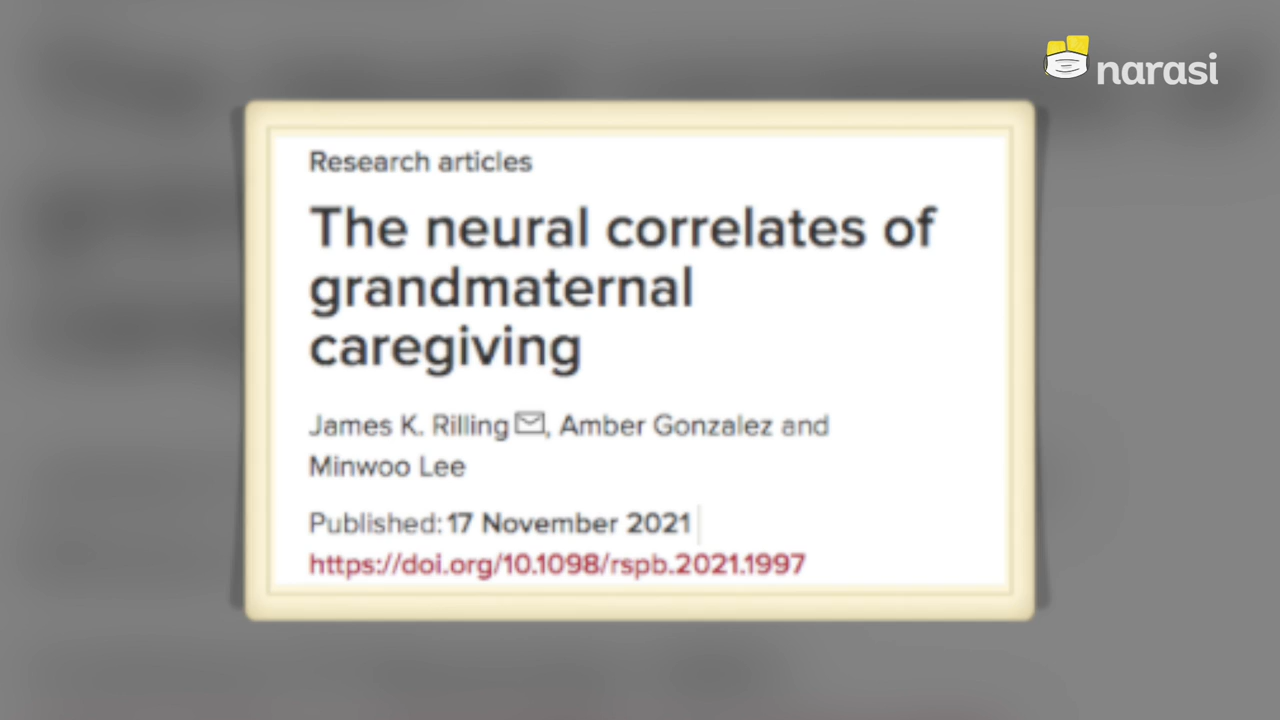 narasi
Research articles
The neural correlates of
grandmaternal
caregiving
James K. Rilling, Amber Gonzalez and
Minwoo Lee
Published: 17 November 2021
https://doi.org/10.1098/rspb.2021.1997